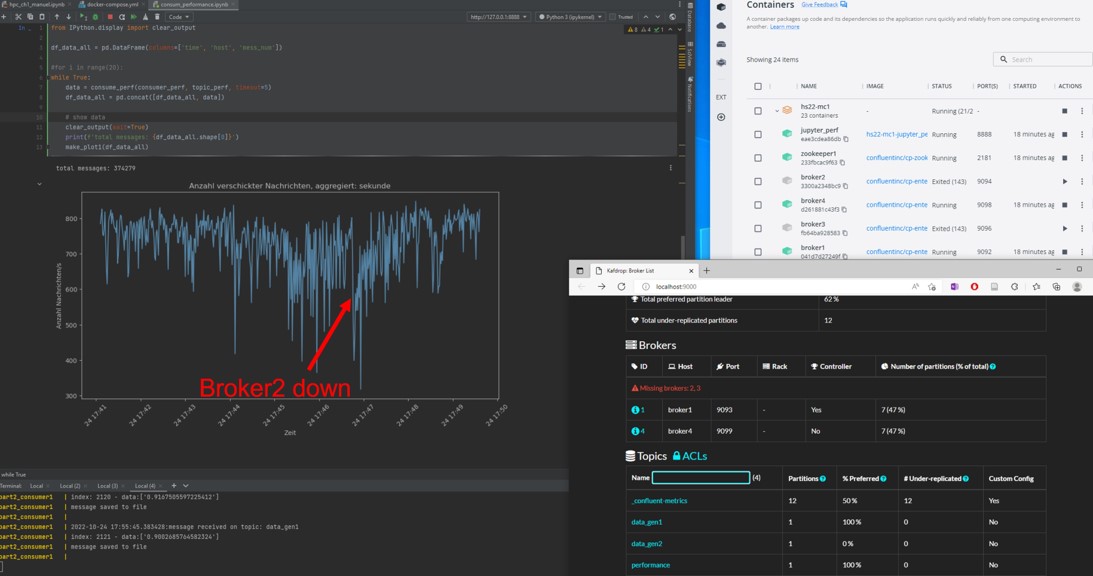 hpc_ch1_manual.ipynb
docker-compose.yml
consum_performance.ipynb
Code
http://127.0.0.1:8888
Python 3 (ipykernel)
Trusted
In
from IPython.display import clear_output
df_data_all = pd.DataFrame(columns=['time', 'host', 'mess_num'])
#for i in range(20):
while True:
data = consume_perf(consumer_perf, topic_perf, timeout=5)
df_data_all = pd.concat([df_data_all, data])
# show data
clear_output(wait=True)
print(f'total messages: {df_data_all.shape[0]}')
make_plot1(df_data_all)
total messages: 374279
Anzahl verschickter Nachrichten, aggregiert: sekunde
Anzahl Nachrichten/s
800
700
600
500
400
300
Broker2 down
24 17:41
24 17:42
24 17:43
24 17:44
24 17:45
24 17:46
24 17:47
24 17:48
24 17:49
24 17:50
Zeit
while True
Terminal:
Local
Local (2)
Local (3)
Local (4)
part2_consumer1 | index: 2120 - data:['0.9167505597225412']
part2_consumer1 | message saved to file
part2_consumer1 |
part2_consumer1 | 2022-10-24 17:55:45.383428:message received on topic: data_gen1
part2_consumer1 | index: 2121 - data:['0.9002685764582324']
part2_consumer1 | message saved to file
part2_consumer1 |
Database
SciView
Notifications
Containers
Give Feedback
A container packages up code and its dependencies so the application runs quickly and reliably from one computing environment to
another. Learn more
Showing 24 items
Search
NAME IMAGE STATUS PORT(S) STARTED ACTIONS
EXT
hs22-mc1 - Running (21/2 -
23 containers
jupyter_perf hs22-mc1-jupyter_pe Running 8888 18 minutes ag
eae3cdea86db
zookeeper1 confluentinc/cp-zook Running 2181 18 minutes ag
233fbcac9f63
broker2 confluentinc/cp-ente Exited (143) 9094
3300a2348bc9
broker4 confluentinc/cp-ente Running 9098 18 minutes ag
d261881c43f3
broker3 confluentinc/cp-ente Exited (143) 9096
fb64ba928583
broker1 confluentinc/cp-ente Running 9092 18 minutes ag
041d7d27248f
Kafdrop: Broker List
localhost:9000
Total preferred partition leader 62 %
Total under-replicated partitions 12
Brokers
ID Host Port Rack Controller Number of partitions (% of total)
Missing brokers: 2, 3
1 broker1 9093 - Yes 7 (47 %)
4 broker4 9099 - No 7 (47 %)
Topics ACLs
Name (4) Partitions % Preferred # Under-replicated Custom Config
_confluent-metrics 12 50 % 12 Yes
data_gen1 1 100 % 0 No
data_gen2 1 0 % 0 No
performance 1 100 % 0 No